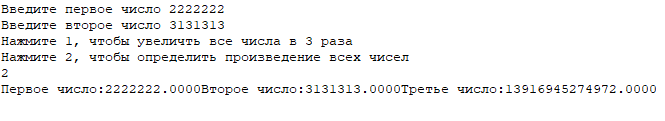 Введите первое число 2222222
Введите второе число 3131313
Нажмите 1, чтобы увеличть все числа в 3 раза
Нажмите 2, чтобы определить произведение всех чисел
2
Первое число:2222222.0000Второе число:3131313.0000Третье число:13916945274972.0000